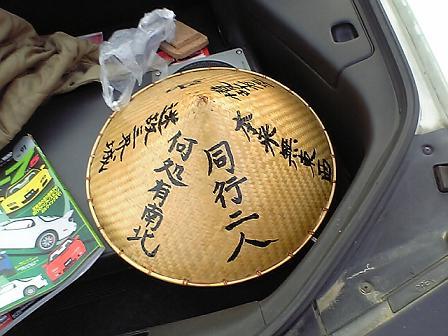 迷故三界城
何処有南北
同行二人
本来無東西